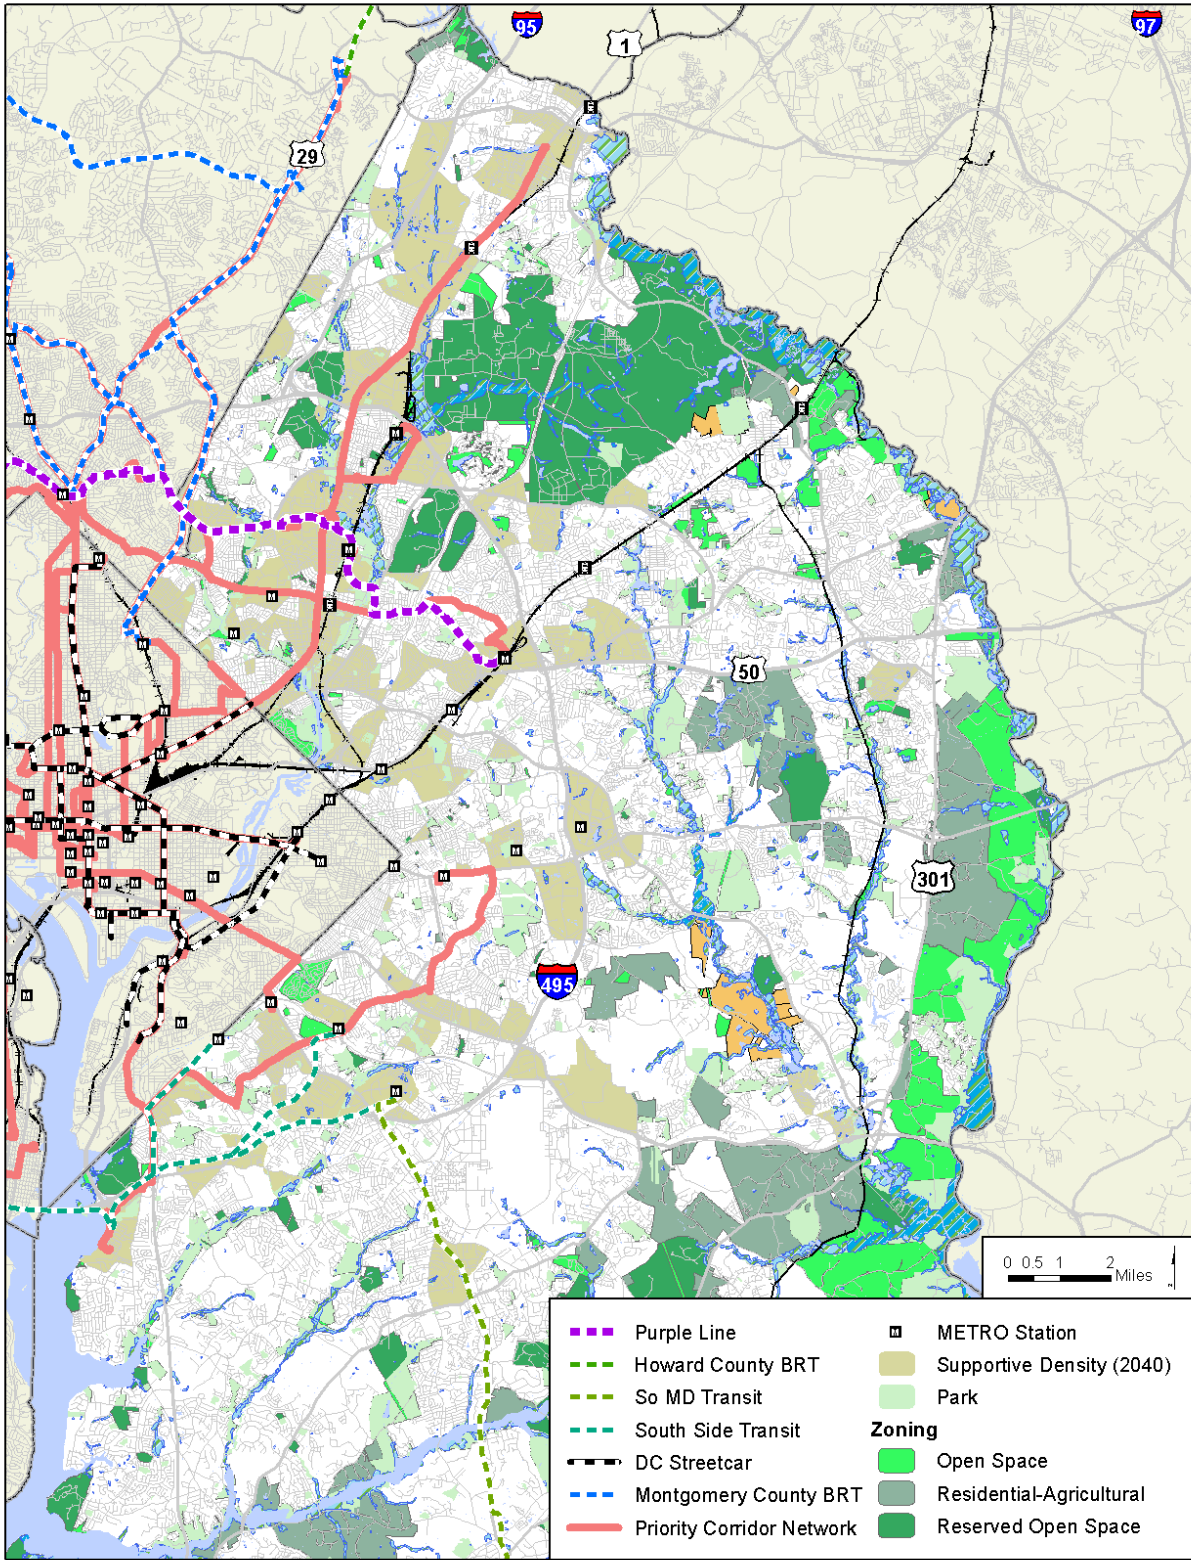 95
1
97
29
50
301
495
0 0.5 1 2
Miles
N
Purple Line
Howard County BRT
So MD Transit
South Side Transit
DC Streetcar
Montgomery County BRT
Priority Corridor Network
M METRO Station
Supportive Density (2040)
Park
Zoning
Open Space
Residential-Agricultural
Reserved Open Space